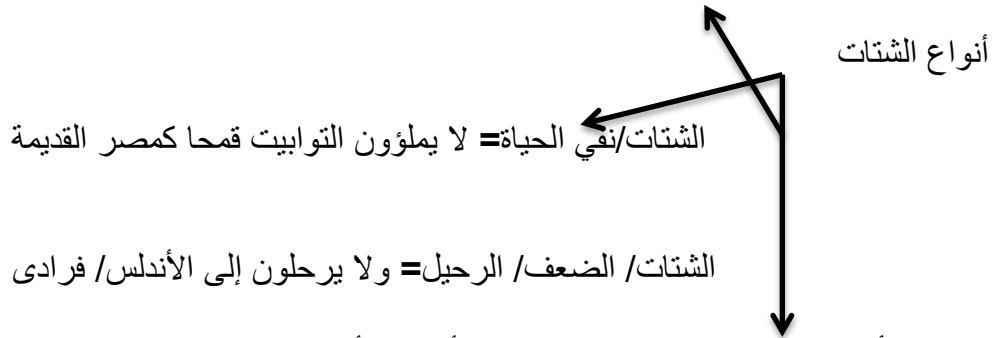 أنواع الشتات
الشتات/نفي الحياة= لا يملؤون التوابيت قمحا كمصر القديمة
الشتات/ الضعف/ الرحيل= ولا يرحلون إلى الأندلس/ فرادى